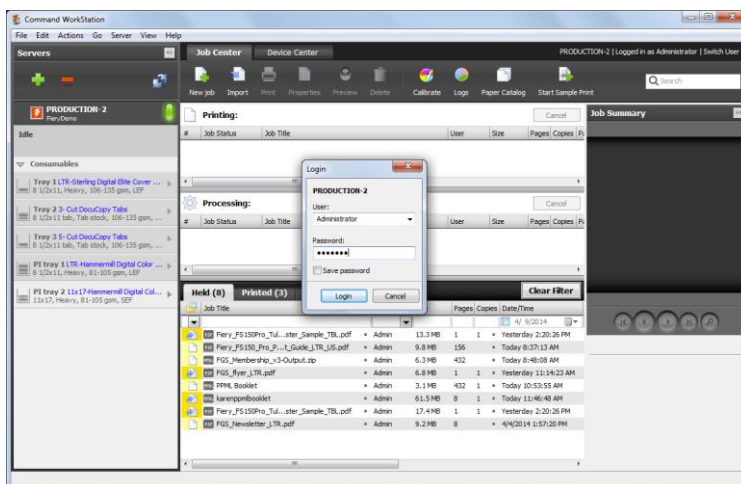 Command WorkStation
File Edit Actions Go Server View Help
Servers
Job Center Device Center
PRODUCTION-2 | Logged in as Administrator | Switch User
New job Import Print Properties Preview Delete Calibrate Logs Paper Catalog Start Sample Print
Search
PRODUCTION-2
FieryDemo
Idle
Consumables
Tray 1 LTR-Sterling Digital Elite Cover ...
8 1/2x11, Heavy, 106-135 gsm, LEF
Tray 2 3- Cut DocuCopy Tabs
8 1/2x11 tab, Tab stock, 106-135 gsm, ...
Tray 3 5- Cut DocuCopy Tabs
8 1/2x11 tab, Tab stock, 106-135 gsm, ...
PI tray 1 LTR-Hammermill Digital Color ...
8 1/2x11, Heavy, 81-105 gsm, LEF
PI tray 2 11x17-Hammermill Digital Col...
11x17, Heavy, 81-105 gsm, SEF
Printing:
Cancel
# Job Status Job Title User Size Pages Copies
Processing:
Cancel
# Job Status Job Title User Size Pages Copies
Job Summary
Login
PRODUCTION-2
User:
Administrator
Password:
•••••••
Save password
Login Cancel
Held (8) Printed (3)
Clear Filter
Job Title Pages Copies Date/Time
4/ 9/2014
Fiery_FS150Pro_Tul...ster_Sample_TBL.pdf Admin 13.3 MB 1 1 Yesterday 2:20:26 PM
Fiery_FS150_Pro_P...t_Guide_LTR_US.pdf Admin 9.8 MB 156 Today 8:37:13 AM
FGS_Membership_v3-Output.zip Admin 6.3 MB 432 Today 8:48:08 AM
FGS_flyer_LTR.pdf Admin 6.8 MB 1 1 Yesterday 11:14:23 AM
PPML Booklet Admin 3.1 MB 432 1 Today 10:53:55 AM
karenppmlbooklet Admin 61.5 MB 8 1 Today 11:46:48 AM
Fiery_FS150Pro_Tul...ster_Sample_TBL.pdf Admin 17.4 MB 1 1 Yesterday 2:20:26 PM
FGS_Newsletter_LTR.pdf Admin 9.2 MB 8 4/4/2014 1:57:20 PM